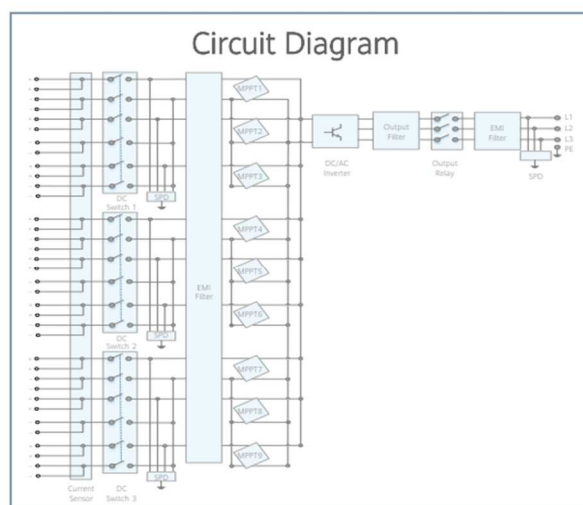 Circuit Diagram
MPPT1
MPPT2
MPPT3
SPD
DC
Switch 1
DC/AC
Inverter
Output
Filter
Output
Relay
EMI
Filter
L1
L2
L3
PE
SPD
MPPT4
MPPT5
MPPT6
EMI
Filter
SPD
DC
Switch 2
MPPT7
MPPT8
MPPT9
SPD
Current
Sensor
DC
Switch 3